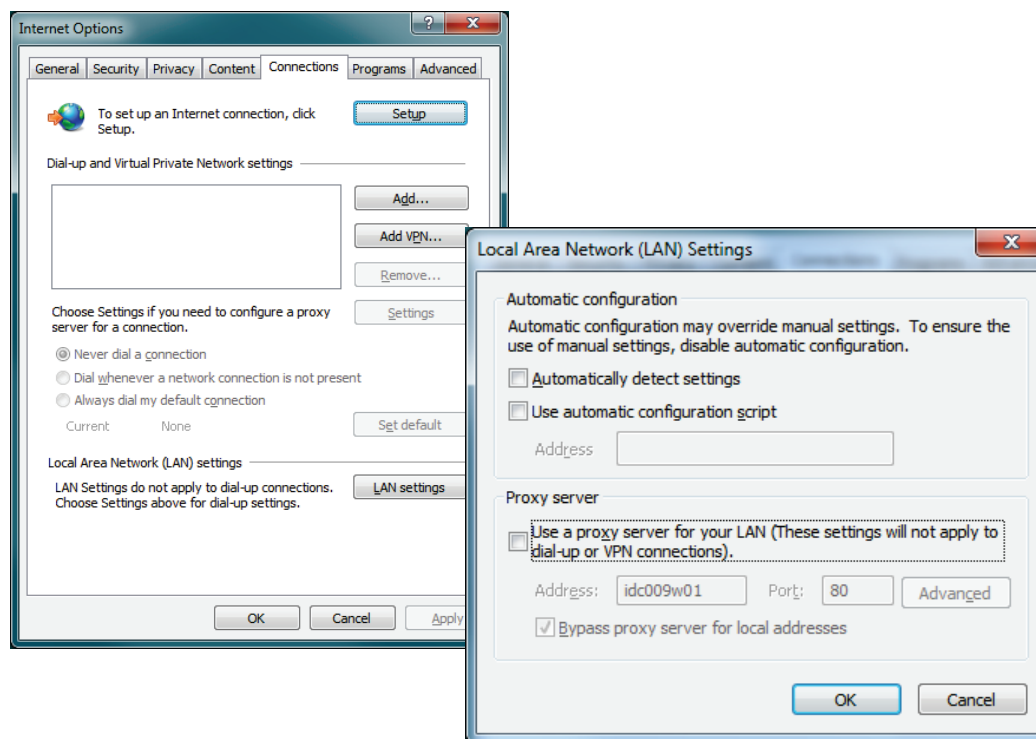 Internet Options
General Security Privacy Content Connections Programs Advanced
To set up an Internet connection, click
Setup.
Setup
Dial-up and Virtual Private Network settings
Add...
Add VPN...
Remove...
Choose Settings if you need to configure a proxy
server for a connection.
Settings
Never dial a connection
Dial whenever a network connection is not present
Always dial my default connection
Current None
Set default
Local Area Network (LAN) settings
LAN Settings do not apply to dial-up connections.
Choose Settings above for dial-up settings.
LAN settings
OK Cancel Apply
Local Area Network (LAN) Settings
Automatic configuration
Automatic configuration may override manual settings. To ensure the
use of manual settings, disable automatic configuration.
Automatically detect settings
Use automatic configuration script
Address
Proxy server
Use a proxy server for your LAN (These settings will not apply to
dial-up or VPN connections).
Address: idc009w01 Port: 80 Advanced
Bypass proxy server for local addresses
OK Cancel